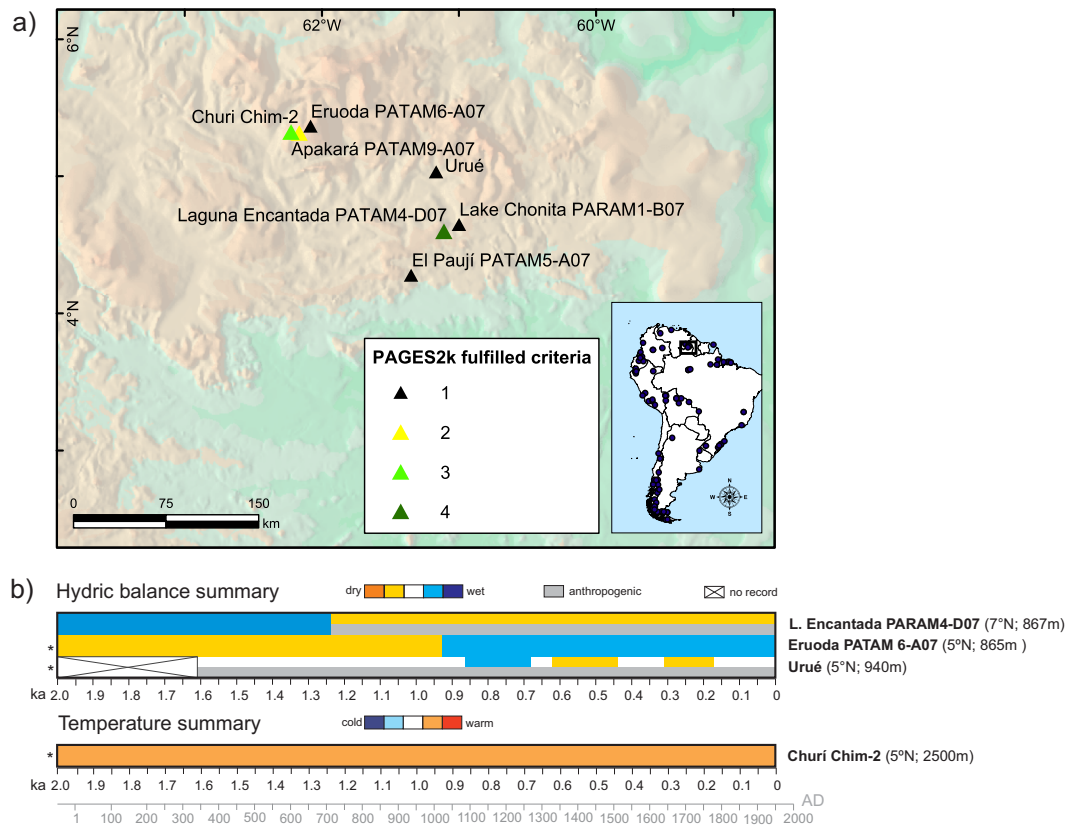 a)
62°W
60°W
6°N
4°N
Churi Chim-2
Eruoda PATAM6-A07
Apakará PATAM9-A07
Urué
Laguna Encantada PATAM4-D07
Lake Chonita PARAM1-B07
El Paují PATAM5-A07
PAGES2k fulfilled criteria
1
2
3
4
0 75 150
km
N
W E
S
b)
Hydric balance summary
dry wet
anthropogenic
no record
L. Encantada PARAM4-D07 (7°N; 867m)
* Eruoda PATAM 6-A07 (5ºN; 865m )
* Urué (5°N; 940m)
ka 2.0 1.9 1.8 1.7 1.6 1.5 1.4 1.3 1.2 1.1 1.0 0.9 0.8 0.7 0.6 0.5 0.4 0.3 0.2 0.1 0
Temperature summary
cold warm
* Churí Chim-2 (5ºN; 2500m)
ka 2.0 1.9 1.8 1.7 1.6 1.5 1.4 1.3 1.2 1.1 1.0 0.9 0.8 0.7 0.6 0.5 0.4 0.3 0.2 0.1 0
AD
1 100 200 300 400 500 600 700 800 900 1000 1100 1200 1300 1400 1500 1600 1700 1800 1900 2000